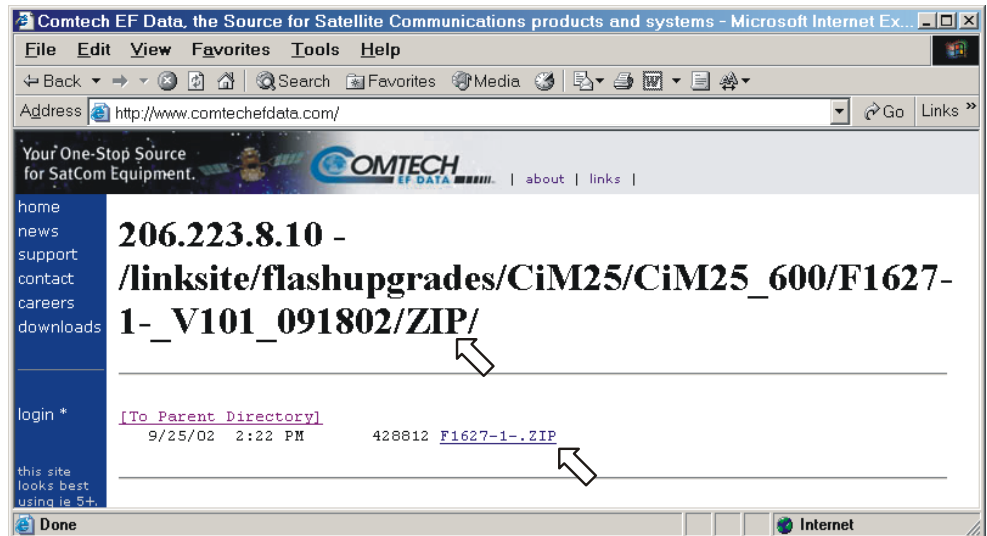 Comtech EF Data, the Source for Satellite Communications products and systems - Microsoft Internet Ex...
File Edit View Favorites Tools Help
Back Search Favorites Media
Address http://www.comtechefdata.com/ Go Links »
Your One-Stop Source
for SatCom Equipment.
COMTECH
EF DATA
| about | links |
home
news
support
contact
careers
downloads
login *
this site
looks best
using ie 5+.
206.223.8.10 -
/linksite/flashupgrades/CiM25/CiM25_600/F1627-
1-_V101_091802/ZIP/
[To Parent Directory]
9/25/02 2:22 PM 428812 F1627-1-.ZIP
Done Internet